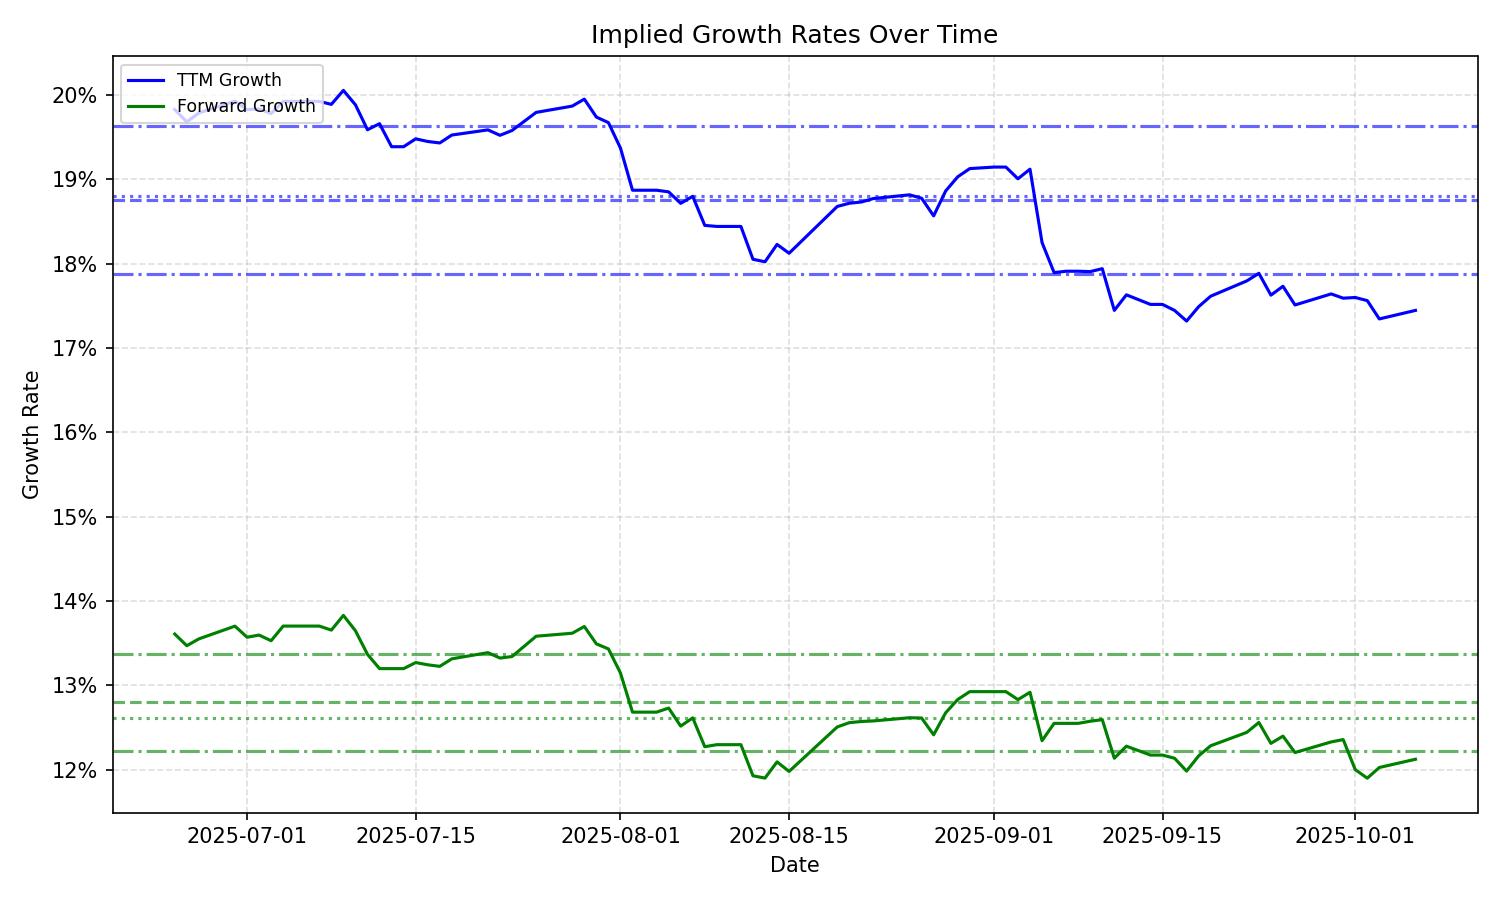 Implied Growth Rates Over Time
TTM Growth
Forward Growth
20%
19%
18%
17%
16%
15%
14%
13%
12%
Growth Rate
2025-07-01 2025-07-15 2025-08-01 2025-08-15 2025-09-01 2025-09-15 2025-10-01
Date